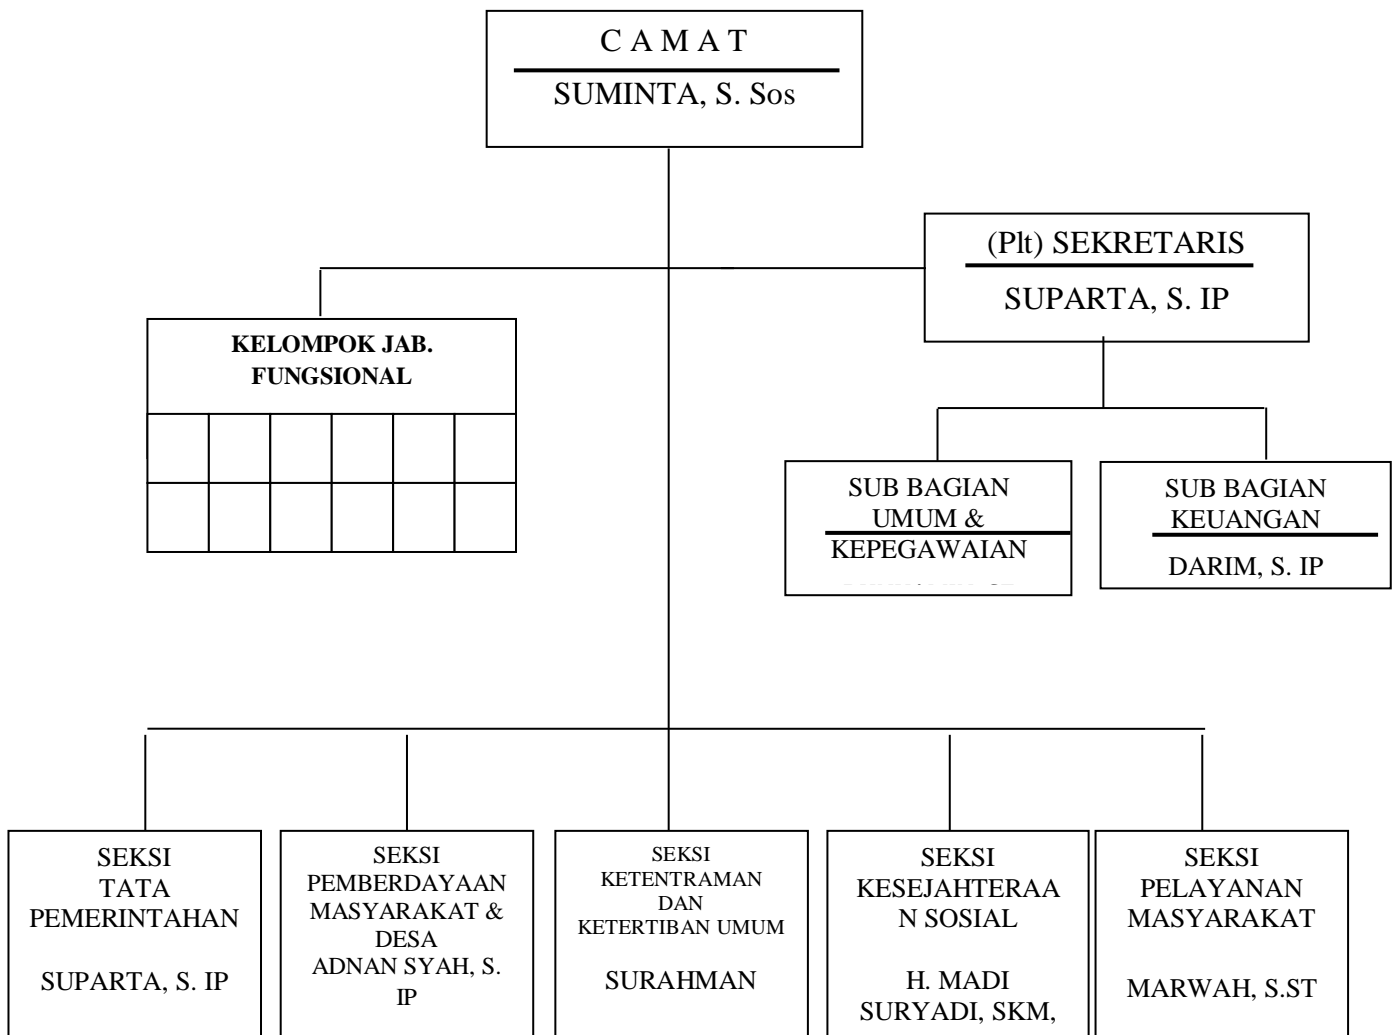 C A M A T
SUMINTA, S. Sos
(Plt) SEKRETARIS
SUPARTA, S. IP
KELOMPOK JAB.
FUNGSIONAL
SUB BAGIAN
UMUM &
KEPEGAWAIAN
SUB BAGIAN
KEUANGAN
DARIM, S. IP
SEKSI
TATA
PEMERINTAHAN
SUPARTA, S. IP
SEKSI
PEMBERDAYAAN
MASYARAKAT &
DESA
ADNAN SYAH, S.
IP
SEKSI
KETENTRAMAN
DAN
KETERTIBAN UMUM
SURAHMAN
SEKSI
KESEJAHTERAA
N SOSIAL
H. MADI
SURYADI, SKM,
SEKSI
PELAYANAN
MASYARAKAT
MARWAH, S.ST